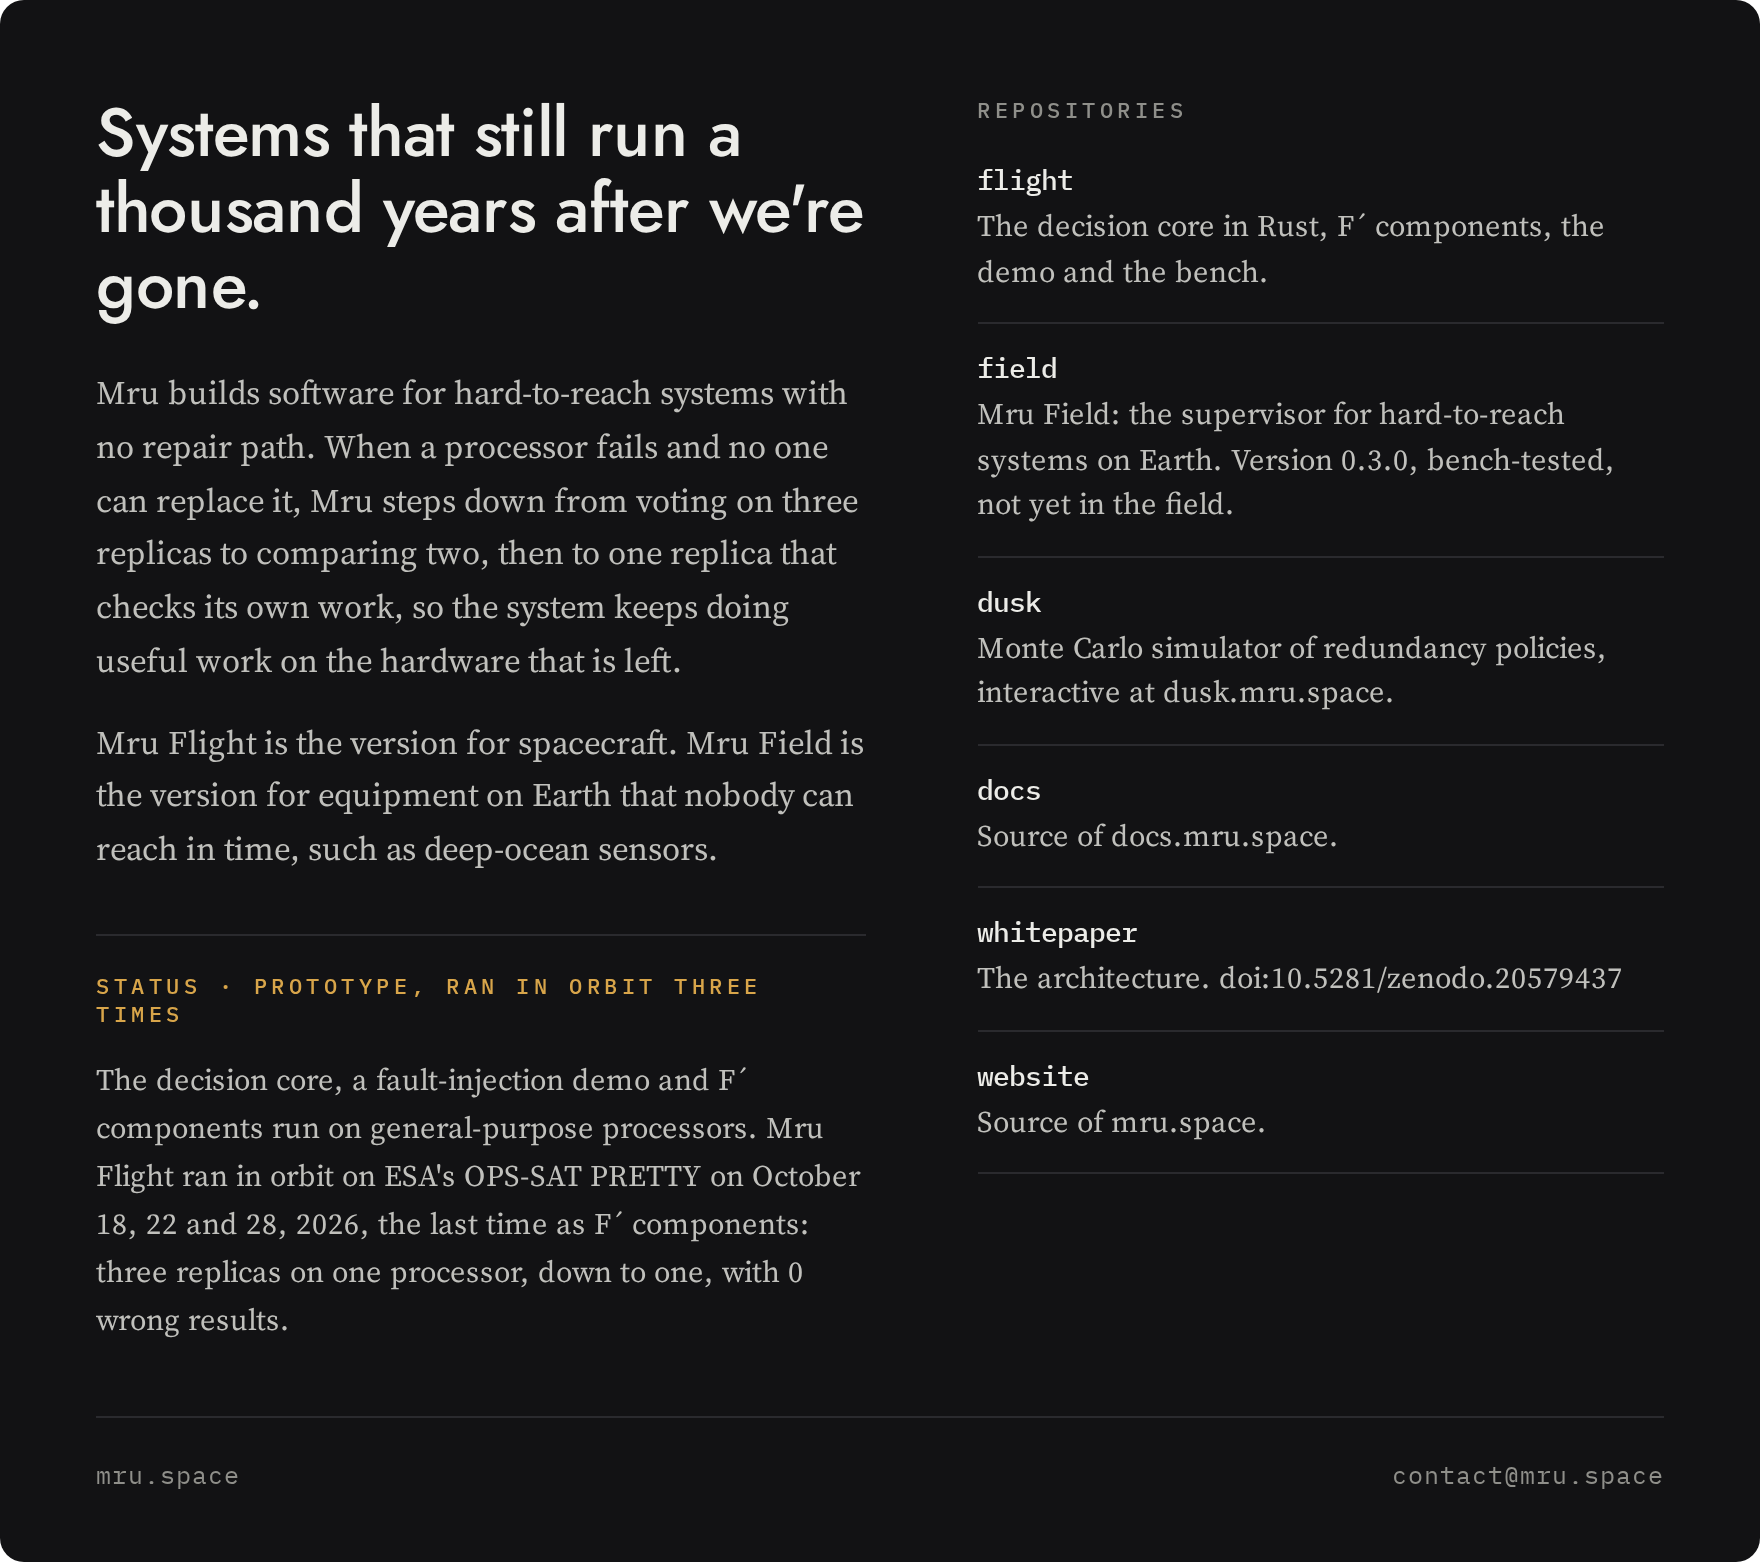 Systems that still run a
thousand years after we're
gone.
Mru builds software for hard-to-reach systems with
no repair path. When a processor fails and no one
can replace it, Mru steps down from voting on three
replicas to comparing two, then to one replica that
checks its own work, so the system keeps doing
useful work on the hardware that is left.
Mru Flight is the version for spacecraft. Mru Field is
the version for equipment on Earth that nobody can
reach in time, such as deep-ocean sensors.
STATUS · PROTOTYPE, RAN IN ORBIT THREE
TIMES
The decision core, a fault-injection demo and F´
components run on general-purpose processors. Mru
Flight ran in orbit on ESA's OPS-SAT PRETTY on October
18, 22 and 28, 2026, the last time as F´ components:
three replicas on one processor, down to one, with 0
wrong results.
REPOSITORIES
flight
The decision core in Rust, F´ components, the
demo and the bench.
field
Mru Field: the supervisor for hard-to-reach
systems on Earth. Version 0.3.0, bench-tested,
not yet in the field.
dusk
Monte Carlo simulator of redundancy policies,
interactive at dusk.mru.space.
docs
Source of docs.mru.space.
whitepaper
The architecture. doi:10.5281/zenodo.20579437
website
Source of mru.space.
mru.space
contact@mru.space